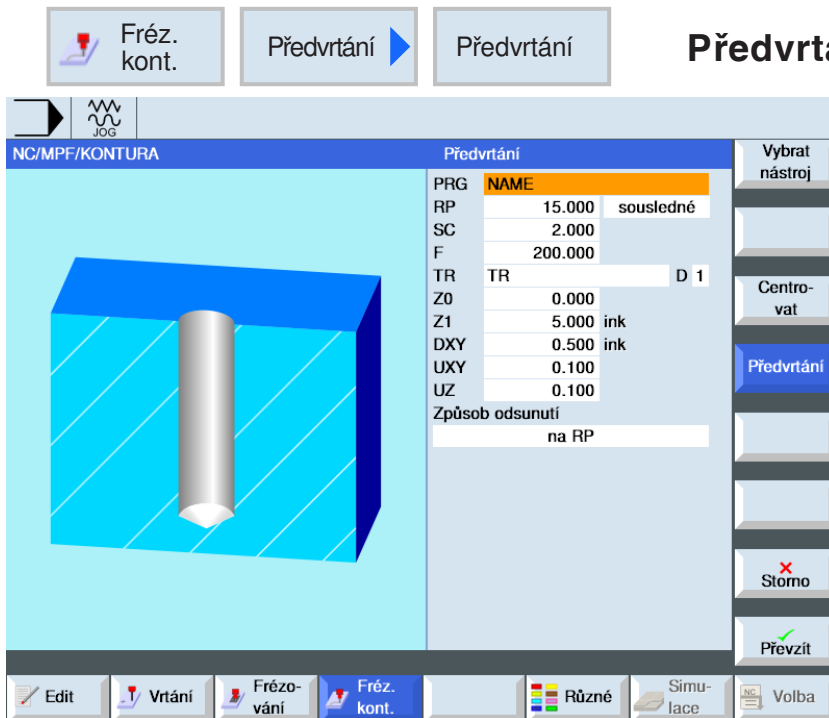 Fréz.
kont.
Předvrtání
Předvrtání
Předvrta
JOG
NC/MPF/KONTURA
Předvrtání
PRG NAME
RP 15.000 sousledné
SC 2.000
F 200.000
TR TR D 1
Z0 0.000
Z1 5.000 ink
DXY 0.500 ink
UXY 0.100
UZ 0.100
Způsob odsunutí
na RP
Vybrat
nástroj
Centro-
vat
Předvrtání
Storno
Převzít
Edit
Vrtání
Frézo-
vání
Fréz.
kont.
Různé
Simu-
lace
NC
Volba